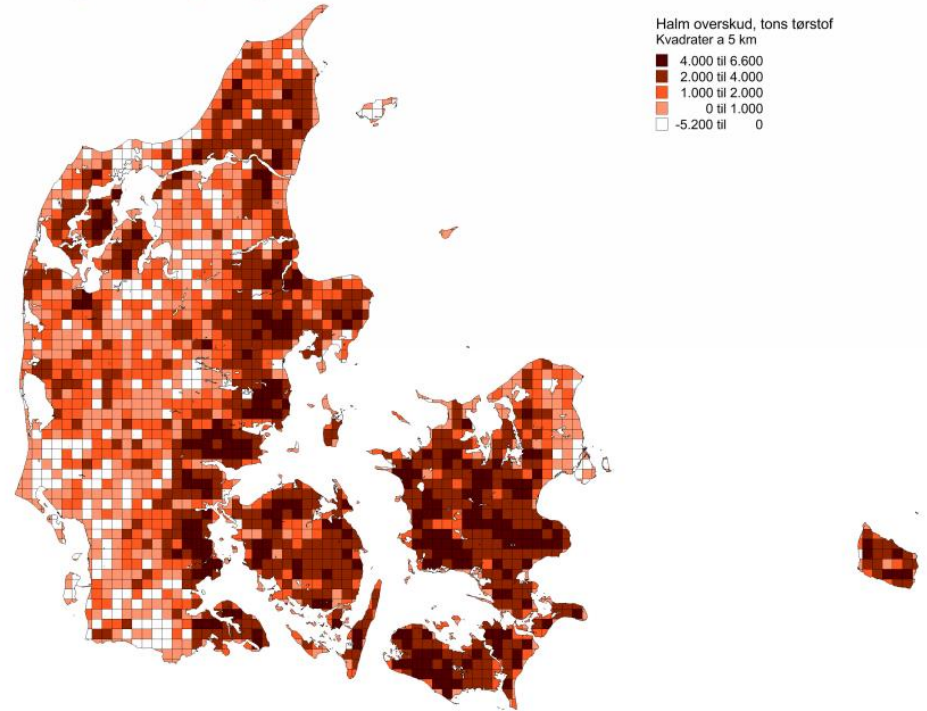 Halm overskud, tons tørstof
Kvadrater a 5 km
4.000 til 6.600
2.000 til 4.000
1.000 til 2.000
0 til 1.000
-5.200 til 0